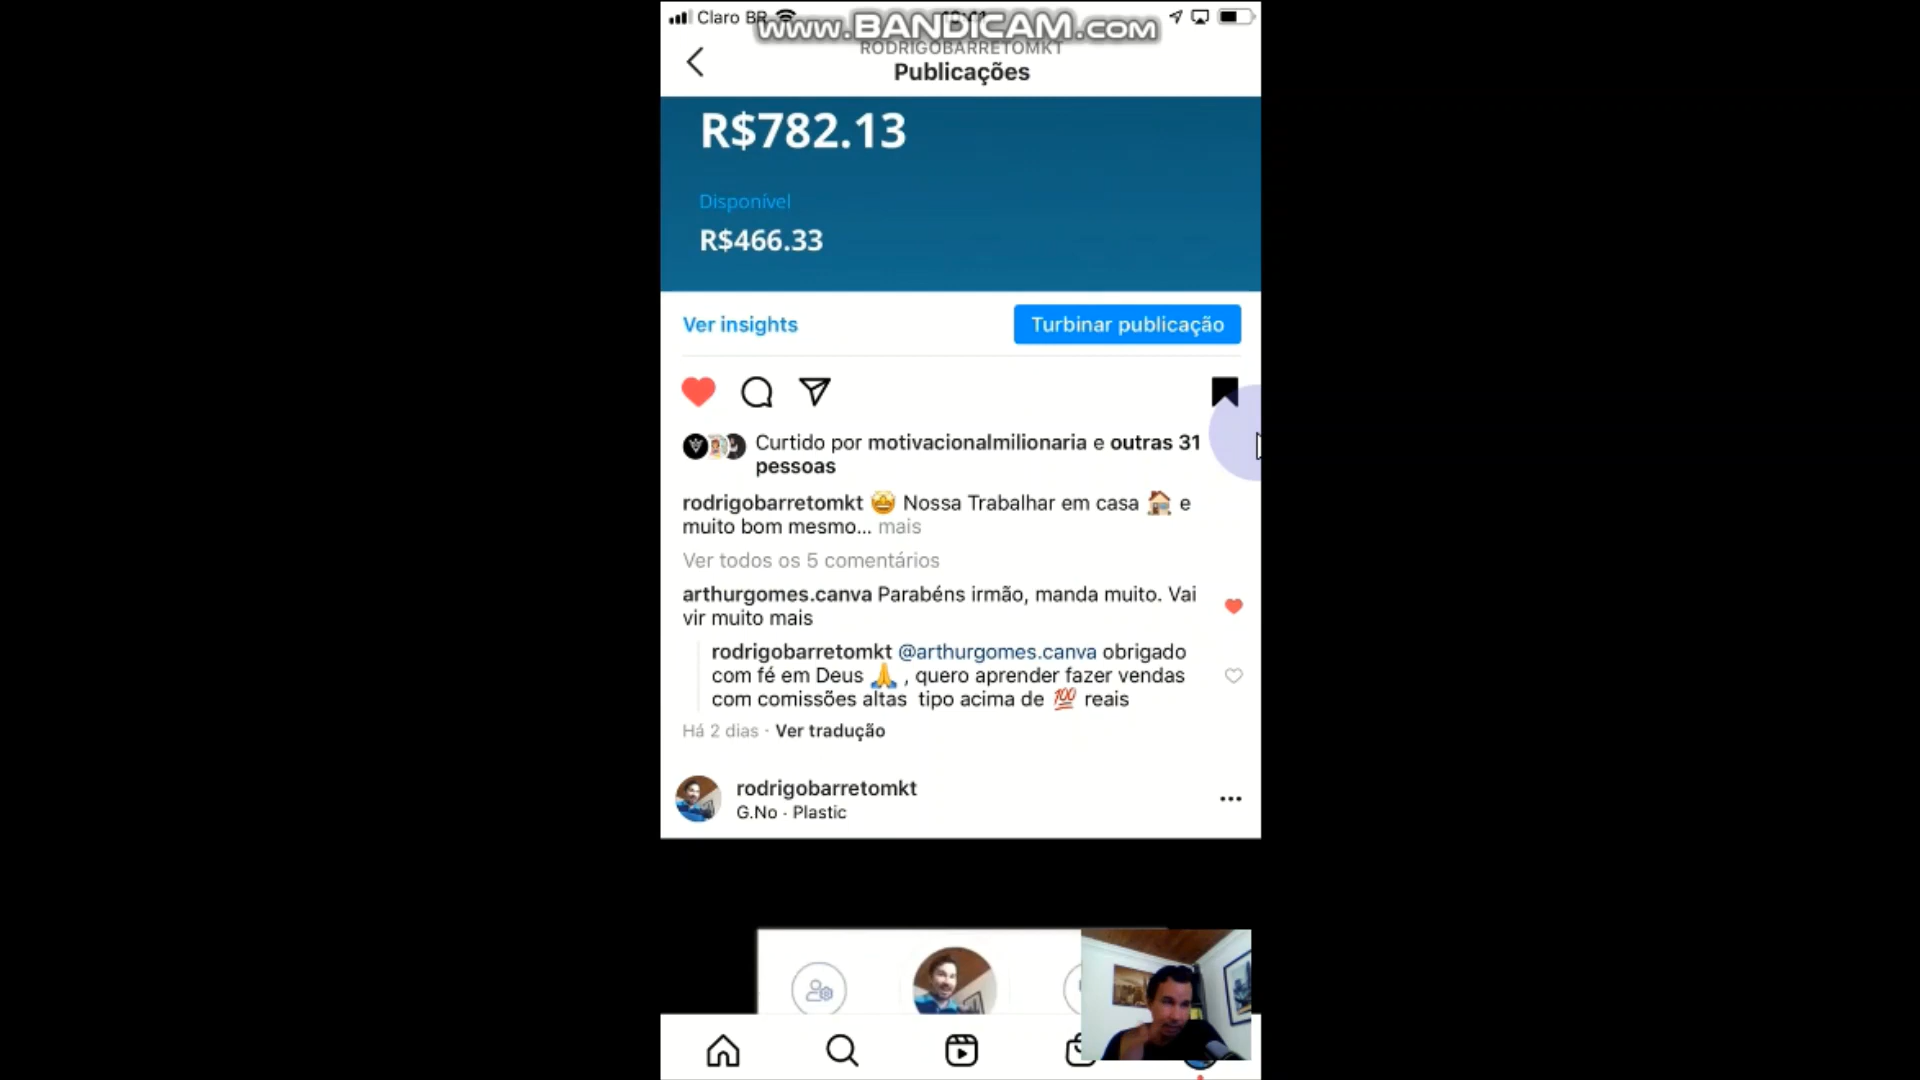 Claro BR
www.BANDICAM.com
RODRIGOBARRETOMKT
Publicações
R$782.13
Disponível
R$466.33
Ver insights
Turbinar publicação
Curtido por motivacionalmilionaria e outras 31
pessoas
rodrigobarretomkt 🤩 Nossa Trabalhar em casa 🏠 e
muito bom mesmo... mais
Ver todos os 5 comentários
arthurgomes.canva Parabéns irmão, manda muito. Vai
vir muito mais
rodrigobarretomkt @arthurgomes.canva obrigado
com fé em Deus 🙏 , quero aprender fazer vendas
com comissões altas tipo acima de 💯 reais
Há 2 dias · Ver tradução
rodrigobarretomkt
G.No · Plastic